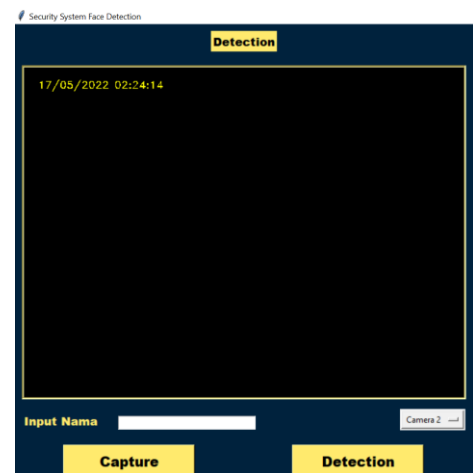 Security System Face Detection
Detection
17/05/2022 02:24:14
Input Nama
Camera 2
Capture
Detection